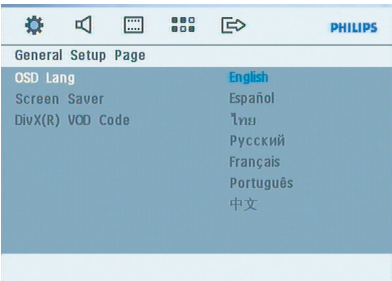 PHILIPS
General Setup Page
OSD Lang English
Screen Saver Español
DivX(R) VOD Code ไทย
Русский
Français
Português
中文